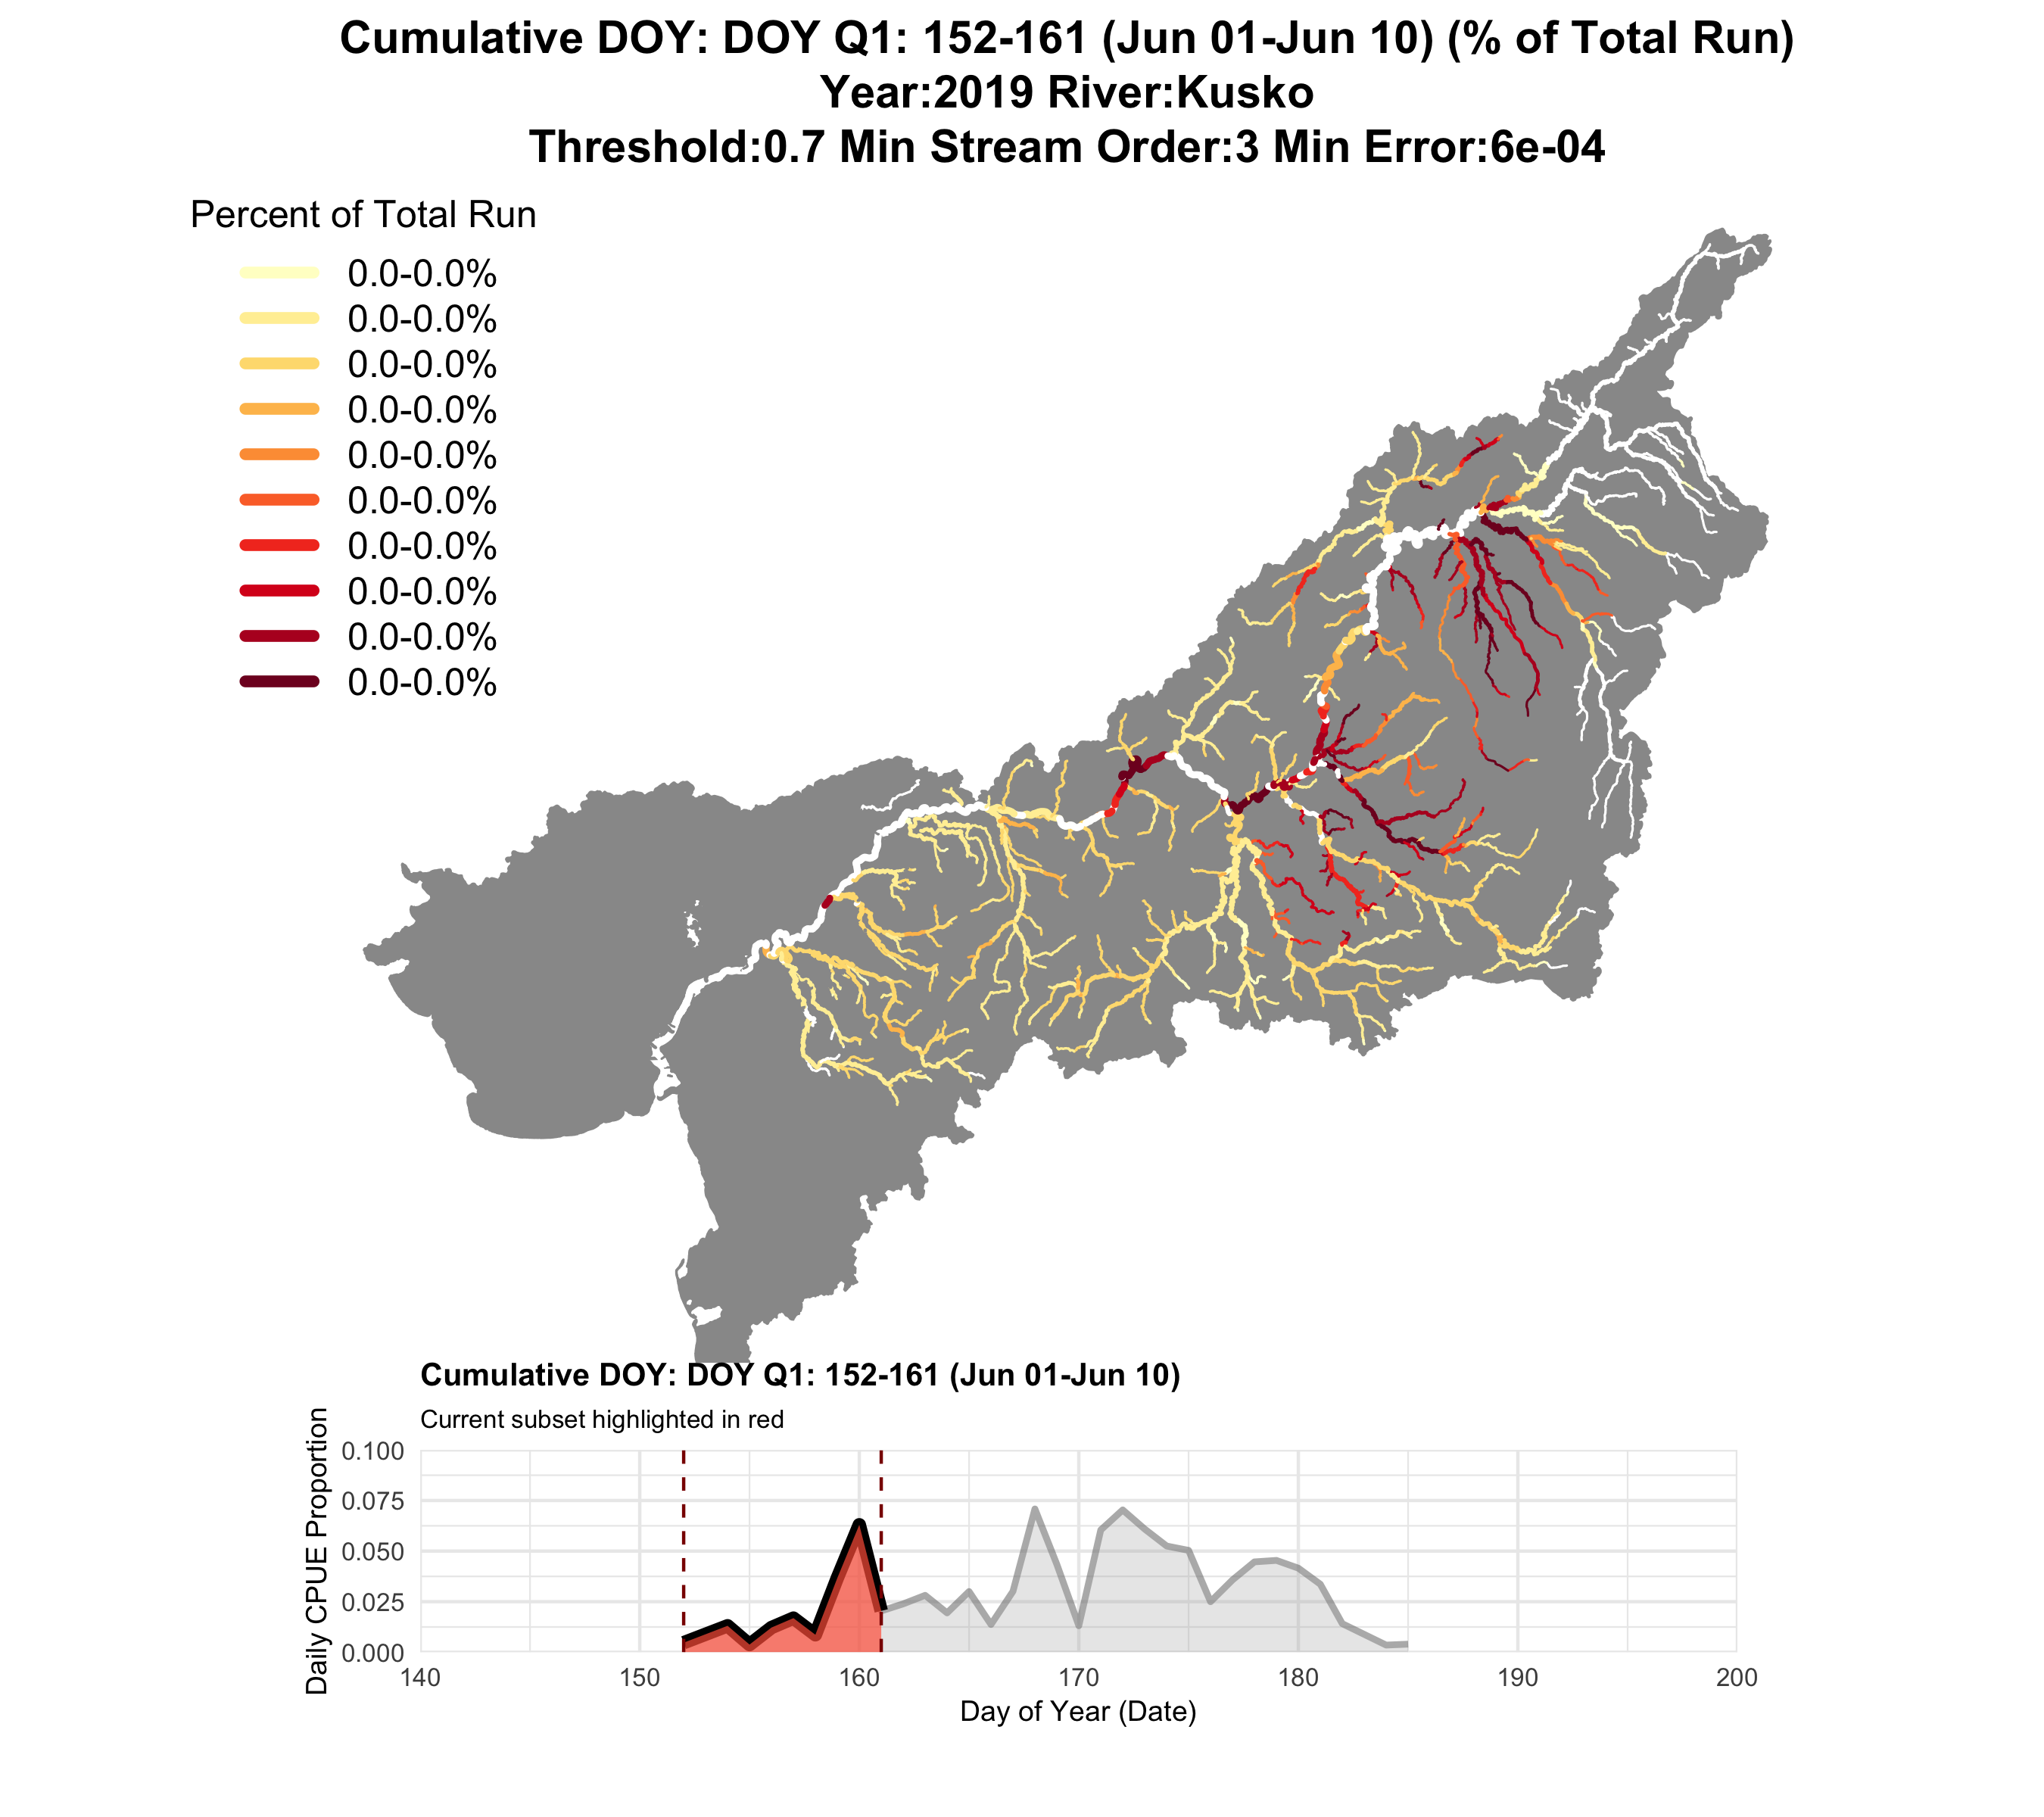 Cumulative DOY: DOY Q1: 152-161 (Jun 01-Jun 10) (% of Total Run)
Year:2019 River:Kusko
Threshold:0.7 Min Stream Order:3 Min Error:6e-04
Percent of Total Run
0.0-0.0%
0.0-0.0%
0.0-0.0%
0.0-0.0%
0.0-0.0%
0.0-0.0%
0.0-0.0%
0.0-0.0%
0.0-0.0%
0.0-0.0%
Cumulative DOY: DOY Q1: 152-161 (Jun 01-Jun 10)
Current subset highlighted in red
Daily CPUE Proportion
0.100
0.075
0.050
0.025
0.000
140 150 160 170 180 190 200
Day of Year (Date)